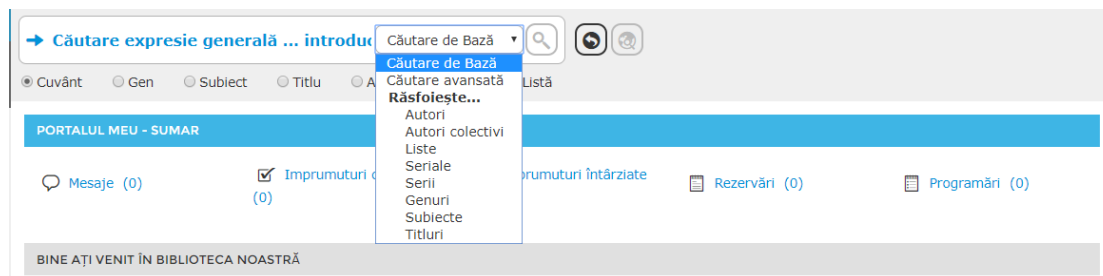 ➔ Căutare expresie generală ... introduc Căutare de Bază
Căutare de Bază
Căutare avansată
Răsfoiește...
Autori
Autori colectivi
Liste
Seriale
Serii
Genuri
Subiecte
Titluri
Cuvânt Gen Subiect Titlu A Listă
PORTALUL MEU - SUMAR
Mesaje (0)
Imprumuturi
(0)
prumuturi întârziate
Rezervări (0)
Programări (0)
BINE AȚI VENIT ÎN BIBLIOTECA NOASTRĂ